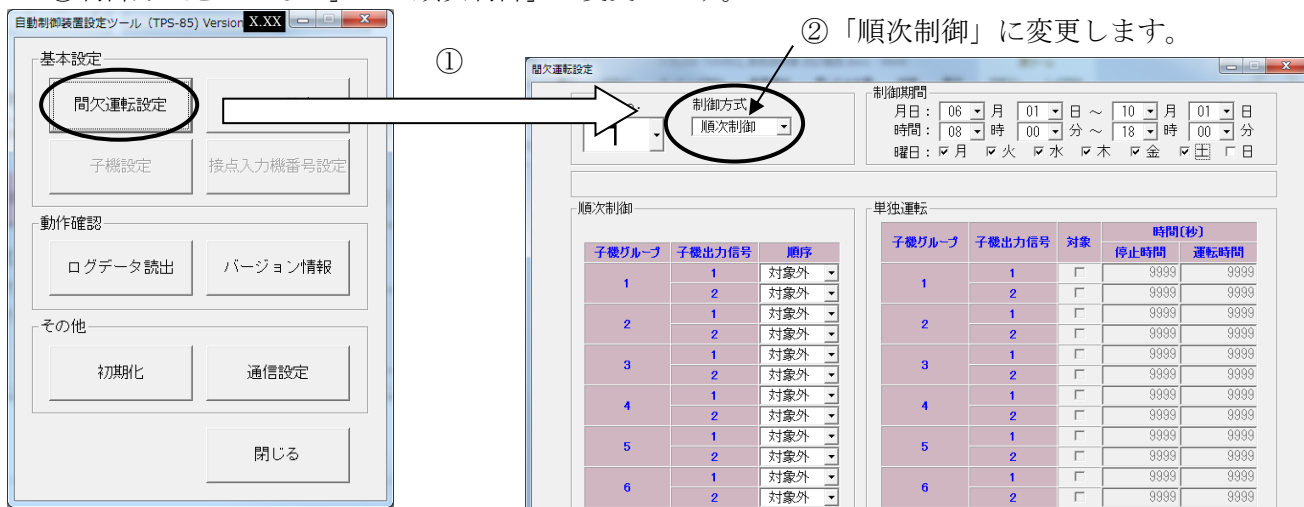 自動制御装置設定ツール（TPS-85）Version X.XX
基本設定
間欠運転設定
子機設定
接点入力機番号設定
動作確認
ログデータ読出
バージョン情報
その他
初期化
通信設定
閉じる
①
②「順次制御」に変更します。
間欠運転設定
1
制御方式
順次制御
制御期間
月日： 06 月 01 日 ～ 10 月 01 日
時間： 08 時 00 分 ～ 18 時 00 分
曜日： 月 火 水 木 金 土 日
順次制御
子機グループ 子機出力信号 順序
1 1 対象外
2 対象外
2 1 対象外
2 対象外
3 1 対象外
2 対象外
4 1 対象外
2 対象外
5 1 対象外
2 対象外
6 1 対象外
2 対象外
単独運転
子機グループ 子機出力信号 対象 時間(秒)
停止時間 運転時間
1 1 9999 9999
2 9999 9999
2 1 9999 9999
2 9999 9999
3 1 9999 9999
2 9999 9999
4 1 9999 9999
2 9999 9999
5 1 9999 9999
2 9999 9999
6 1 9999 9999
2 9999 9999